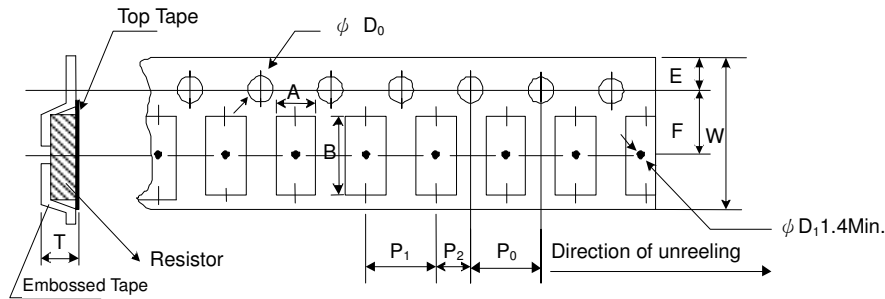 Top Tape
ϕ D₀
E
A
F
W
B
T
Resistor
Embossed Tape
P₁
P₂
P₀
Direction of unreeling
ϕ D₁ 1.4Min.